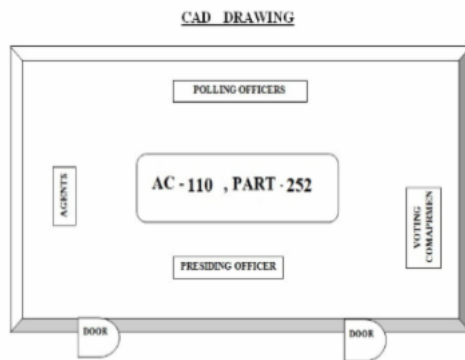 CAD DRAWING
POLLING OFFICERS
AC - 110 , PART - 252
AGENTS
VOTING
COMAPRMEN
PRESIDING OFFICER
DOOR
DOOR